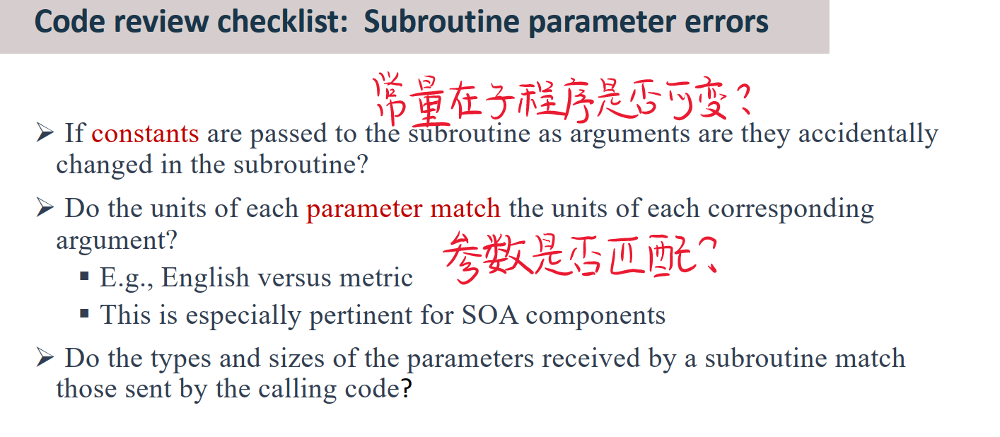 Code review checklist: Subroutine parameter errors
常量在子程序是否可变?
➢ If constants are passed to the subroutine as arguments are they accidentally
changed in the subroutine?
➢ Do the units of each parameter match the units of each corresponding
argument?
参数是否匹配?
▪ E.g., English versus metric
▪ This is especially pertinent for SOA components
➢ Do the types and sizes of the parameters received by a subroutine match
those sent by the calling code?